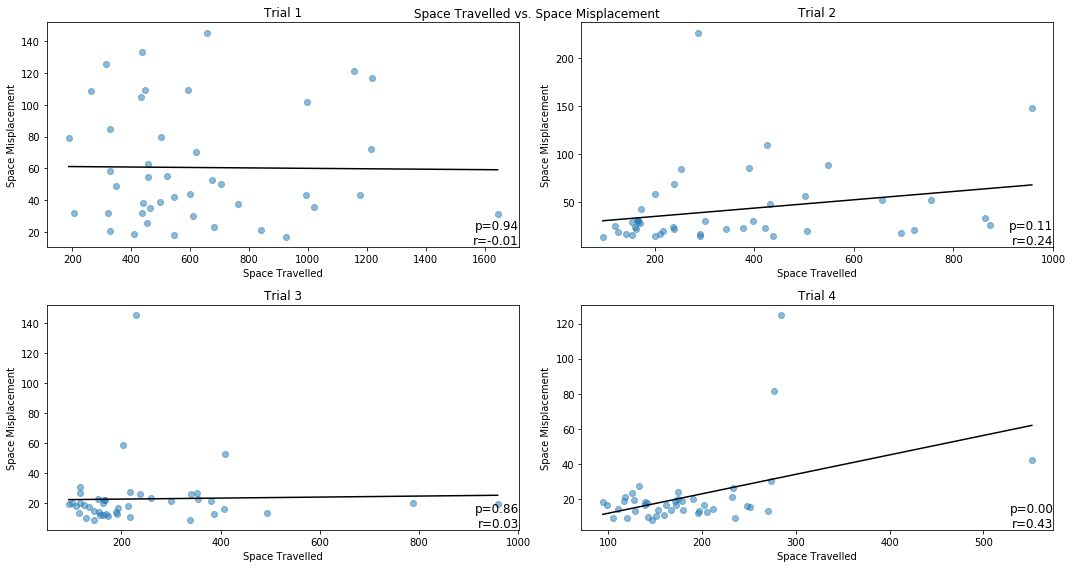 Space Travelled vs. Space Misplacement
Trial 1
Space Misplacement
140
120
100
80
60
40
20
p=0.94
r=-0.01
200 400 600 800 1000 1200 1400 1600
Space Travelled
Trial 2
Space Misplacement
200
150
100
50
p=0.11
r=0.24
200 400 600 800 1000
Space Travelled
Trial 3
Space Misplacement
140
120
100
80
60
40
20
p=0.86
r=0.03
200 400 600 800 1000
Space Travelled
Trial 4
Space Misplacement
120
100
80
60
40
20
p=0.00
r=0.43
100 200 300 400 500
Space Travelled